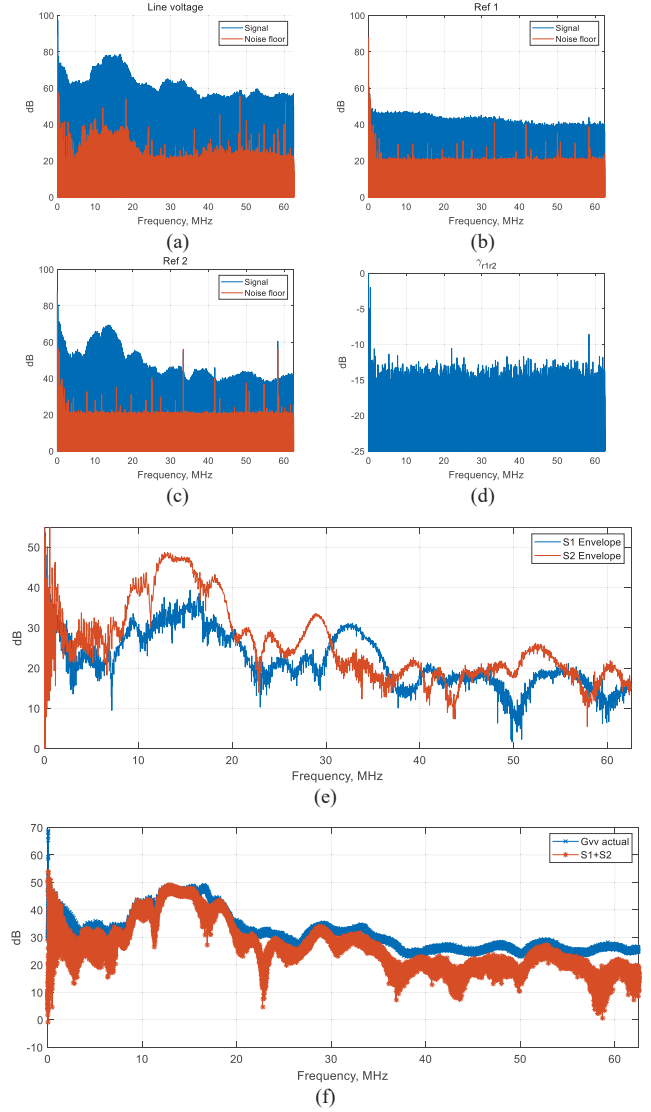 Line voltage
100
80
60
40
20
0
dB
Signal
Noise floor
0 10 20 30 40 50 60
Frequency, MHz
(a)
Ref 1
100
80
60
40
20
0
dB
Signal
Noise floor
0 10 20 30 40 50 60
Frequency, MHz
(b)
Ref 2
100
80
60
40
20
0
dB
Signal
Noise floor
0 10 20 30 40 50 60
Frequency, MHz
(c)
γr1r2
0
-5
-10
-15
-20
-25
dB
0 10 20 30 40 50 60
Frequency, MHz
(d)
50
40
30
20
10
0
dB
S1 Envelope
S2 Envelope
0 10 20 30 40 50 60
Frequency, MHz
(e)
70
60
50
40
30
20
10
0
-10
dB
Gvv actual
S1+S2
0 10 20 30 40 50 60
Frequency, MHz
(f)